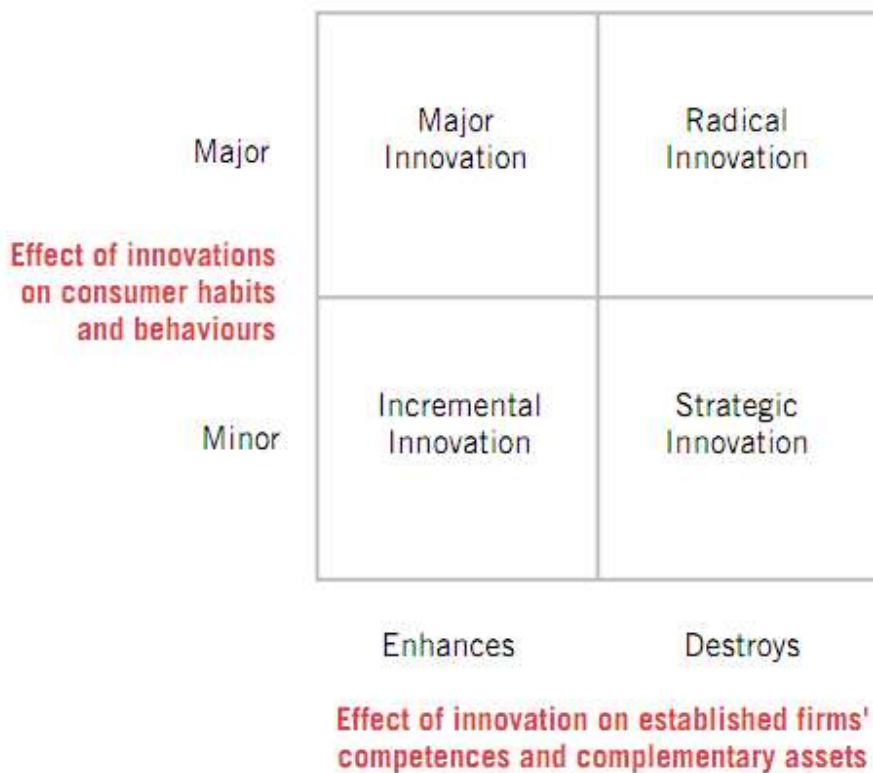 Major
Innovation
Radical
Innovation
Major
Effect of innovations
on consumer habits
and behaviours
Incremental
Innovation
Strategic
Innovation
Minor
Enhances
Destroys
Effect of innovation on established firms'
competences and complementary assets